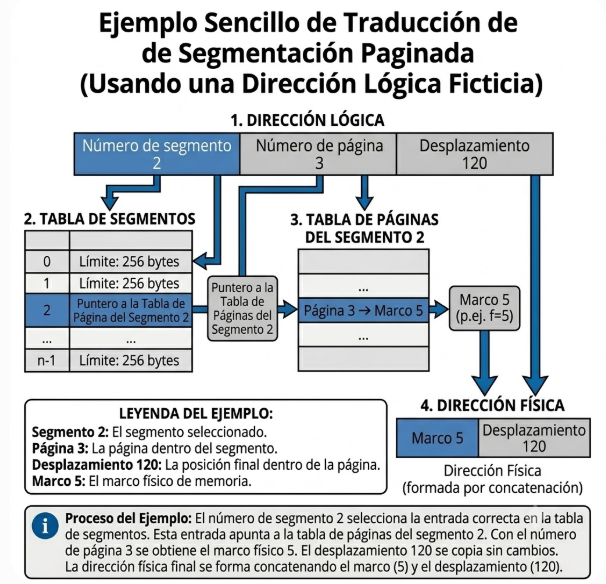 Ejemplo Sencillo de Traducción de
de Segmentación Paginada
(Usando una Dirección Lógica Ficticia)
1. DIRECCIÓN LÓGICA
Número de segmento
2
Número de página
3
Desplazamiento
120
2. TABLA DE SEGMENTOS
0 Límite: 256 bytes
1 Límite: 256 bytes
2 Puntero a la Tabla de
Página del Segmento 2
... ...
n-1 Límite: 256 bytes
Puntero a la
Tabla de
Páginas del
Segmento 2
3. TABLA DE PÁGINAS
DEL SEGMENTO 2
...
Página 3 → Marco 5
...
Marco 5
(p.ej. f=5)
4. DIRECCIÓN FÍSICA
Marco 5
Desplazamiento
120
Dirección Física
(formada por concatenación)
LEYENDA DEL EJEMPLO:
Segmento 2: El segmento seleccionado.
Página 3: La página dentro del segmento.
Desplazamiento 120: La posición final dentro de la página.
Marco 5: El marco físico de memoria.
i
Proceso del Ejemplo: El número de segmento 2 selecciona la entrada correcta en la tabla
de segmentos. Esta entrada apunta a la tabla de páginas del segmento 2. Con el número
de página 3 se obtiene el marco físico 5. El desplazamiento 120 se copia sin cambios.
La dirección física final se forma concatenando el marco (5) y el desplazamiento (120).